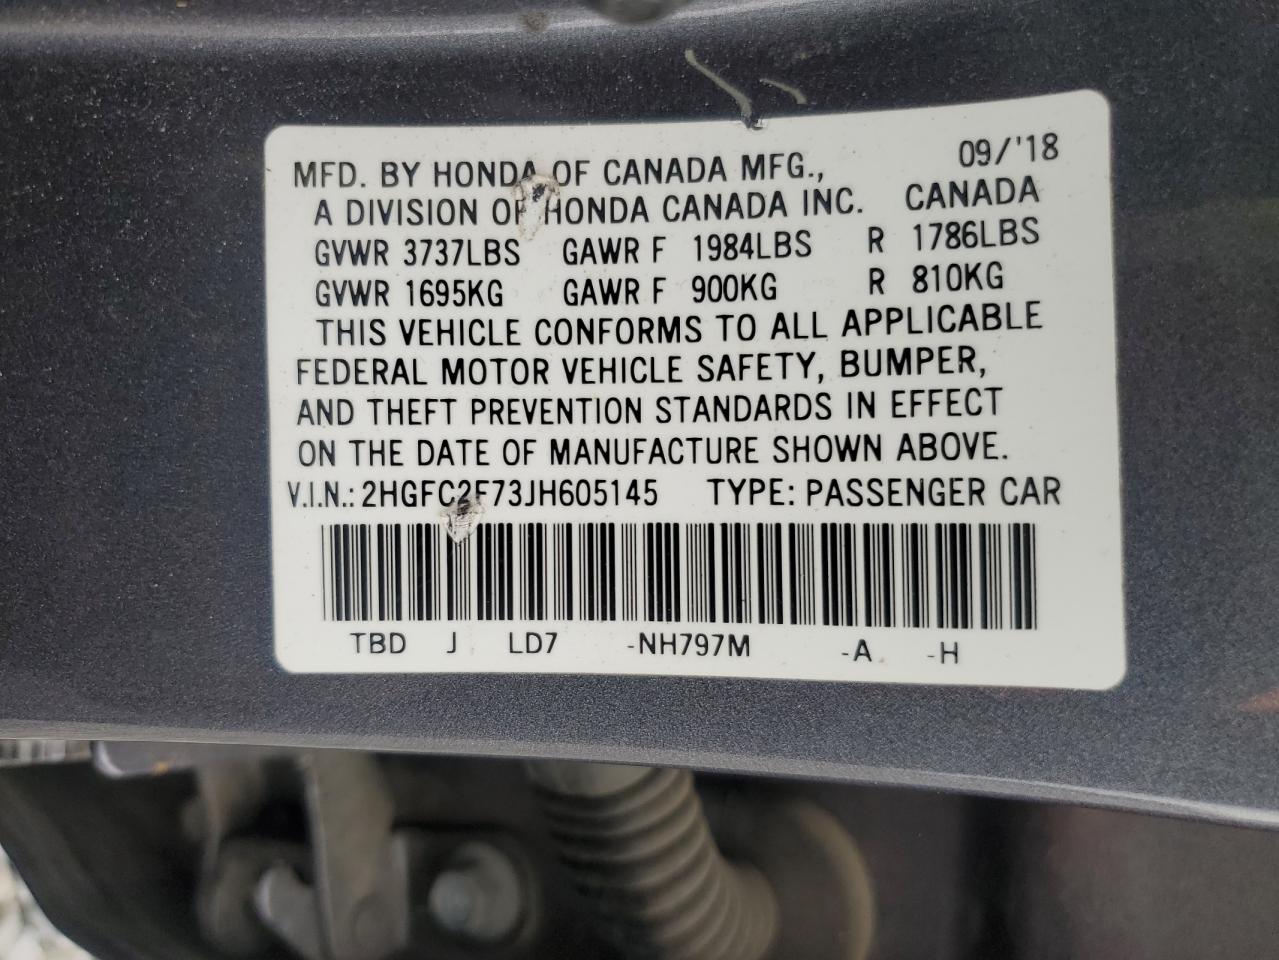 MFD. BY HONDA OF CANADA MFG., 09/'18
A DIVISION OF HONDA CANADA INC. CANADA
GVWR 3737LBS GAWR F 1984LBS R 1786LBS
GVWR 1695KG GAWR F 900KG R 810KG
THIS VEHICLE CONFORMS TO ALL APPLICABLE
FEDERAL MOTOR VEHICLE SAFETY, BUMPER,
AND THEFT PREVENTION STANDARDS IN EFFECT
ON THE DATE OF MANUFACTURE SHOWN ABOVE.
V.I.N.: 2HGFC2F73JH605145 TYPE: PASSENGER CAR
TBD J LD7 -NH797M -A -H